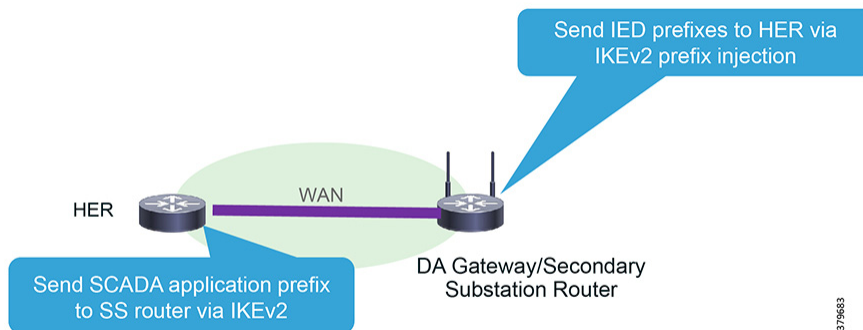 Send IED prefixes to HER via
IKEv2 prefix injection
WAN
HER
DA Gateway/Secondary
Substation Router
Send SCADA application prefix
to SS router via IKEv2
379683